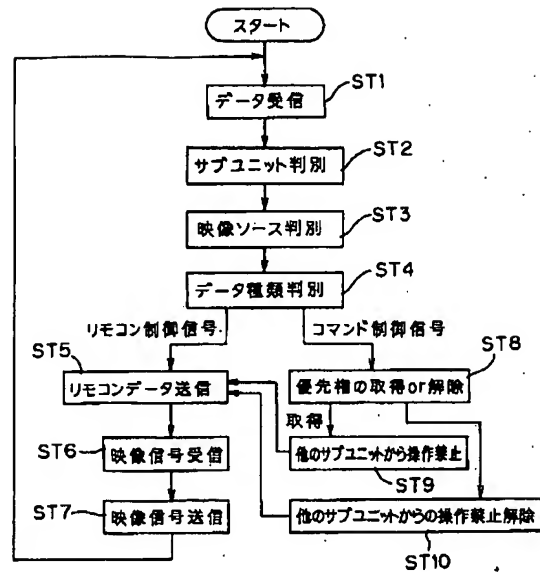 スタート
ST1
データ受信
ST2
サブユニット判別
ST3
映像ソース判別
ST4
データ種類判別
リモコン制御信号
コマンド制御信号
ST5
ST8
リモコンデータ送信
優先権の取得or解除
取得
ST6
映像信号受信
他のサブユニットから操作禁止
ST9
ST7
映像信号送信
他のサブユニットからの操作禁止解除
ST10